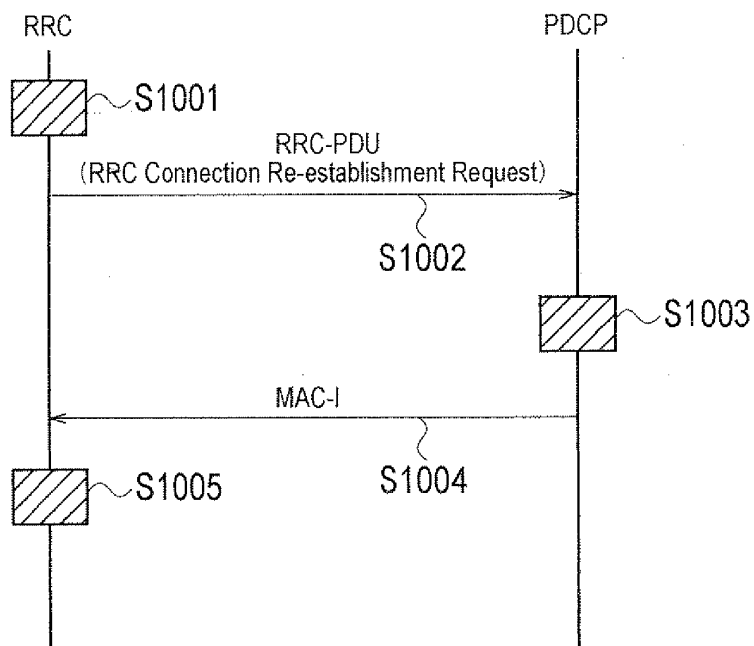 RRC
PDCP
S1001
RRC-PDU
(RRC Connection Re-establishment Request)
S1002
S1003
MAC-I
S1004
S1005